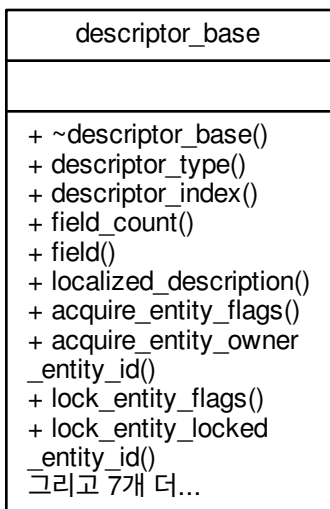 descriptor_base
+ ~descriptor_base()
+ descriptor_type()
+ descriptor_index()
+ field_count()
+ field()
+ localized_description()
+ acquire_entity_flags()
+ acquire_entity_owner
_entity_id()
+ lock_entity_flags()
+ lock_entity_locked
_entity_id()
그리고 7개 더...